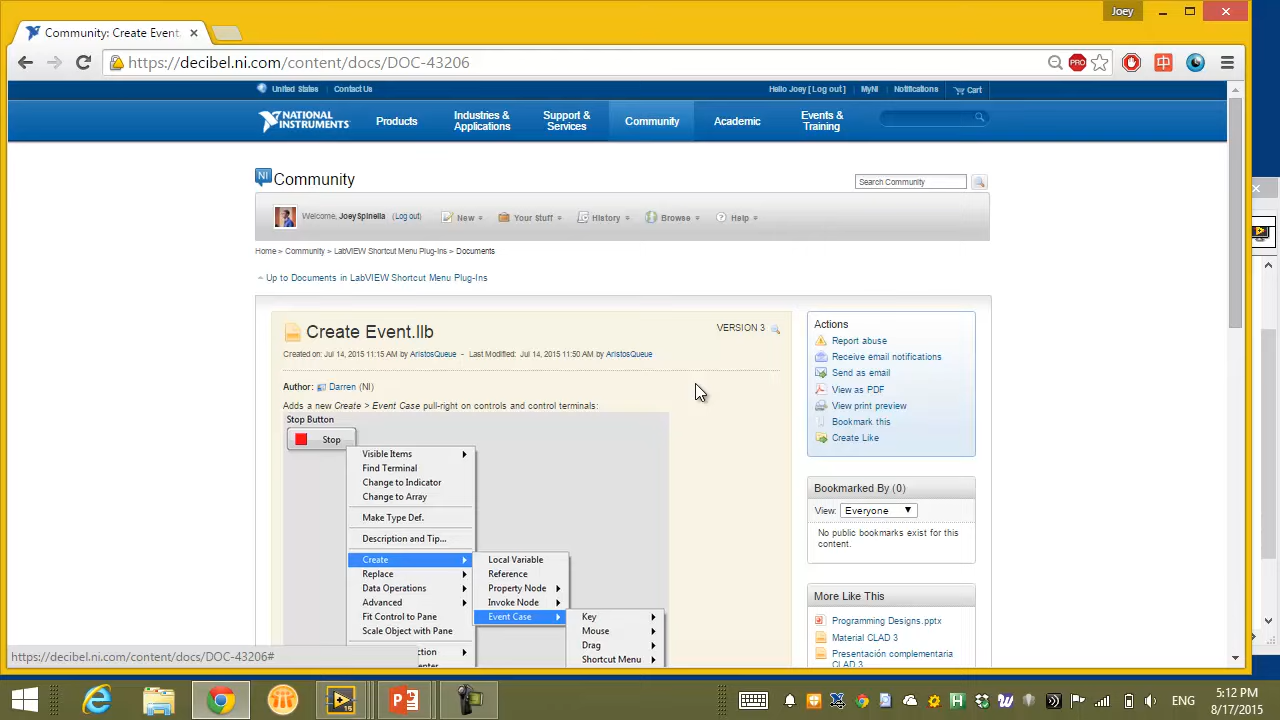 Joey
Community: Create Event
https://decibel.ni.com/content/docs/DOC-43206
PRO
中
United States | Contact Us
Hello Joey [ Log out ] | MyNI | Notifications | Cart
NATIONAL INSTRUMENTS
Products
Industries & Applications
Support & Services
Community
Academic
Events & Training
NI Community
Search Community
Welcome, JoeySpinella (Log out)
New
Your Stuff
History
Browse
Help
Home > Community > LabVIEW Shortcut Menu Plug-Ins > Documents
Up to Documents in LabVIEW Shortcut Menu Plug-Ins
Create Event.llb
VERSION 3
Created on: Jul 14, 2015 11:15 AM by AristosQueue - Last Modified: Jul 14, 2015 11:50 AM by AristosQueue
Author: Darren (NI)
Adds a new Create > Event Case pull-right on controls and control terminals:
Stop Button
Stop
Visible Items
Find Terminal
Change to Indicator
Change to Array
Make Type Def.
Description and Tip...
Create
Replace
Data Operations
Advanced
Fit Control to Pane
Scale Object with Pane
Local Variable
Reference
Property Node
Invoke Node
Event Case
Key
Mouse
Drag
Shortcut Menu
Actions
Report abuse
Receive email notifications
Send as email
View as PDF
View print preview
Bookmark this
Create Like
Bookmarked By (0)
View: Everyone
No public bookmarks exist for this
content.
More Like This
Programming Designs.pptx
Material CLAD 3
Presentación complementaria
CLAD 3
https://decibel.ni.com/content/docs/DOC-43206#
ENG
5:12 PM
8/17/2015